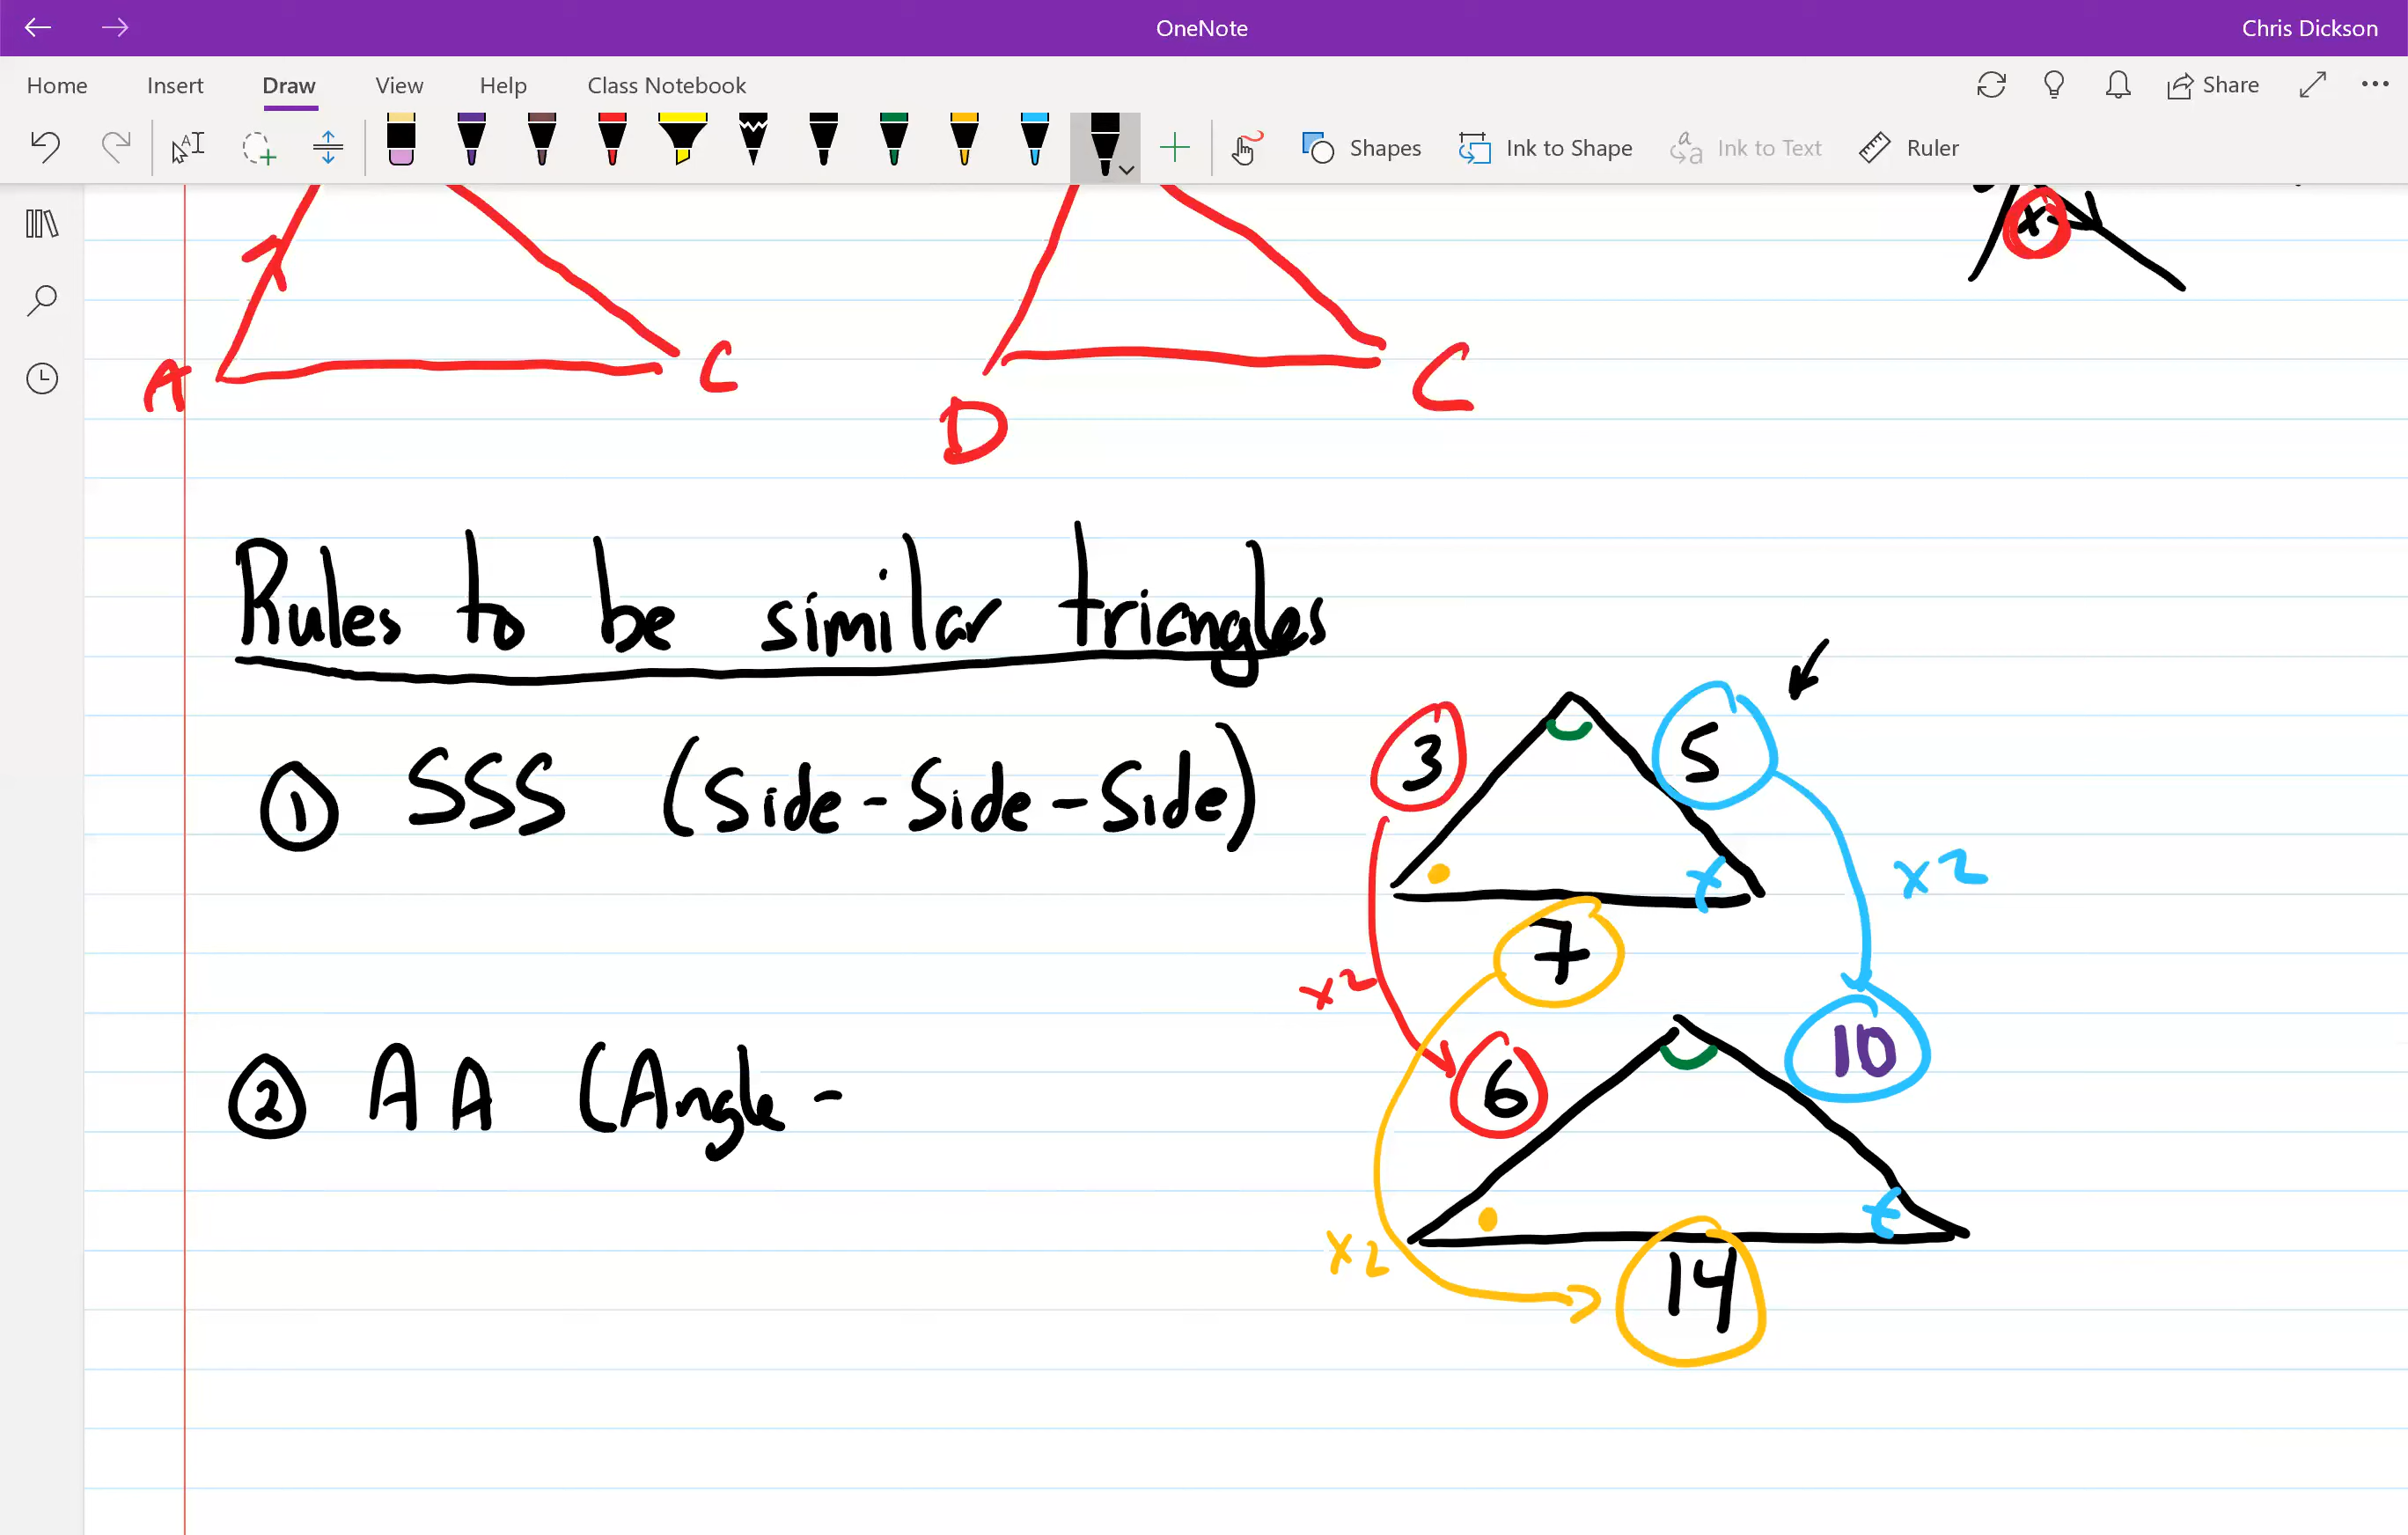 OneNote
Chris Dickson
Home Insert Draw View Help Class Notebook Share
Shapes Ink to Shape Ink to Text Ruler
x
A C D C
Rules to be similar triangles
① SSS (Side-Side-Side)
3 5
x2
7
x2
② AA (Angle -
6 10
x2
14